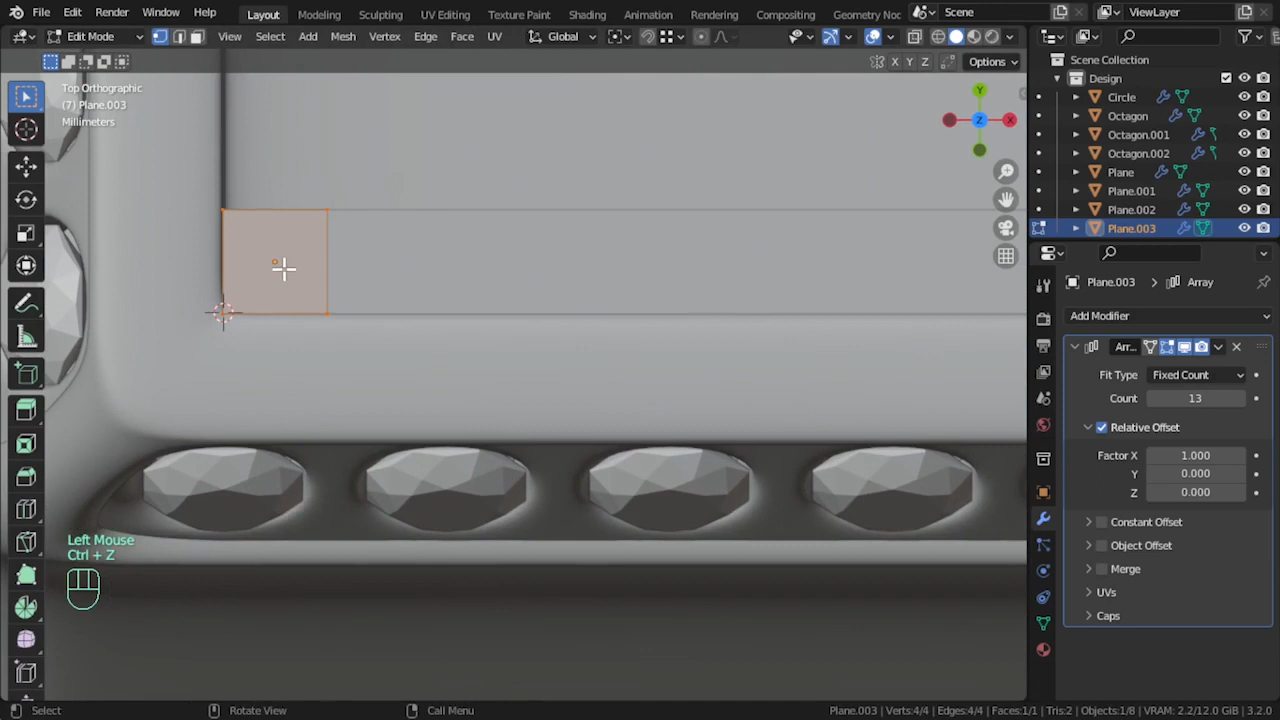 File Edit Render Window Help
Layout Modeling Sculpting UV Editing Texture Paint Shading Animation Rendering Compositing Geometry Noc
Scene
ViewLayer
Edit Mode View Select Add Mesh Vertex Edge Face UV
Global
X Y Z
Options
Top Orthographic
(7) Plane.003
Millimeters
Y
Z X
Scene Collection
Design
Circle
Octagon
Octagon.001
Octagon.002
Plane
Plane.001
Plane.002
Plane.003
Plane.003 > Array
Add Modifier
Arr...
Fit Type Fixed Count
Count 13
Relative Offset
Factor X 1.000
Y 0.000
Z 0.000
Constant Offset
Object Offset
Merge
UVs
Caps
Left Mouse
Ctrl + Z
Select Rotate View Call Menu
Plane.003 | Verts:4/4 | Edges:4/4 | Faces:1/1 | Tris:2 | Objects:1/8 | VRAM: 2.2/12.0 GiB | 3.2.0